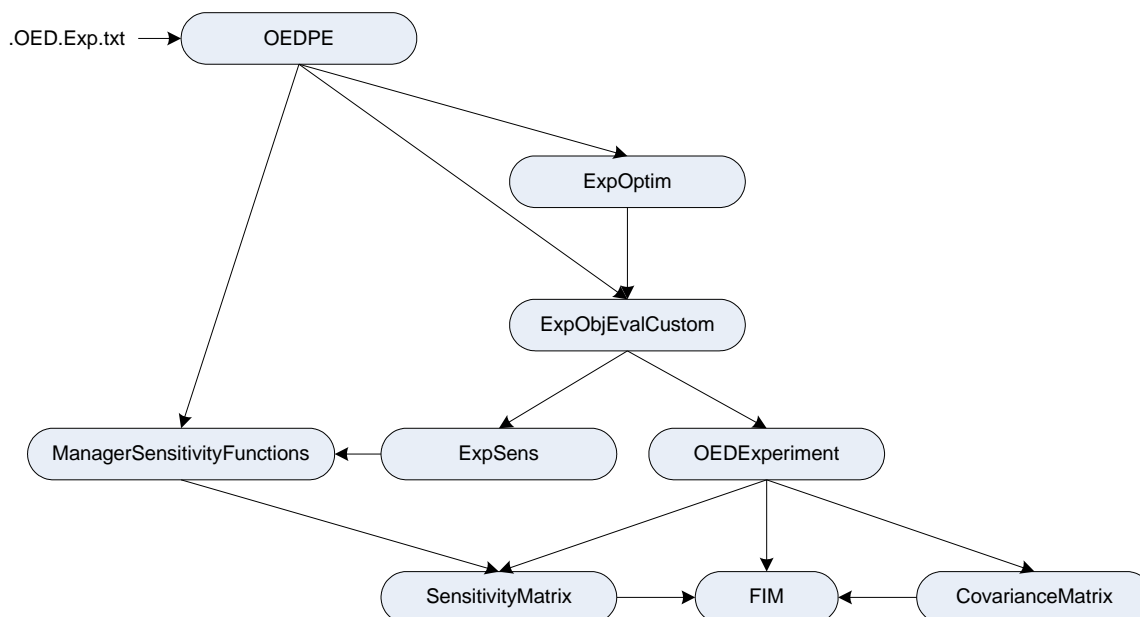 .OED.Exp.txt
OEDPE
ExpOptim
ExpObjEvalCustom
ManagerSensitivityFunctions
ExpSens
OEDExperiment
SensitivityMatrix
FIM
CovarianceMatrix